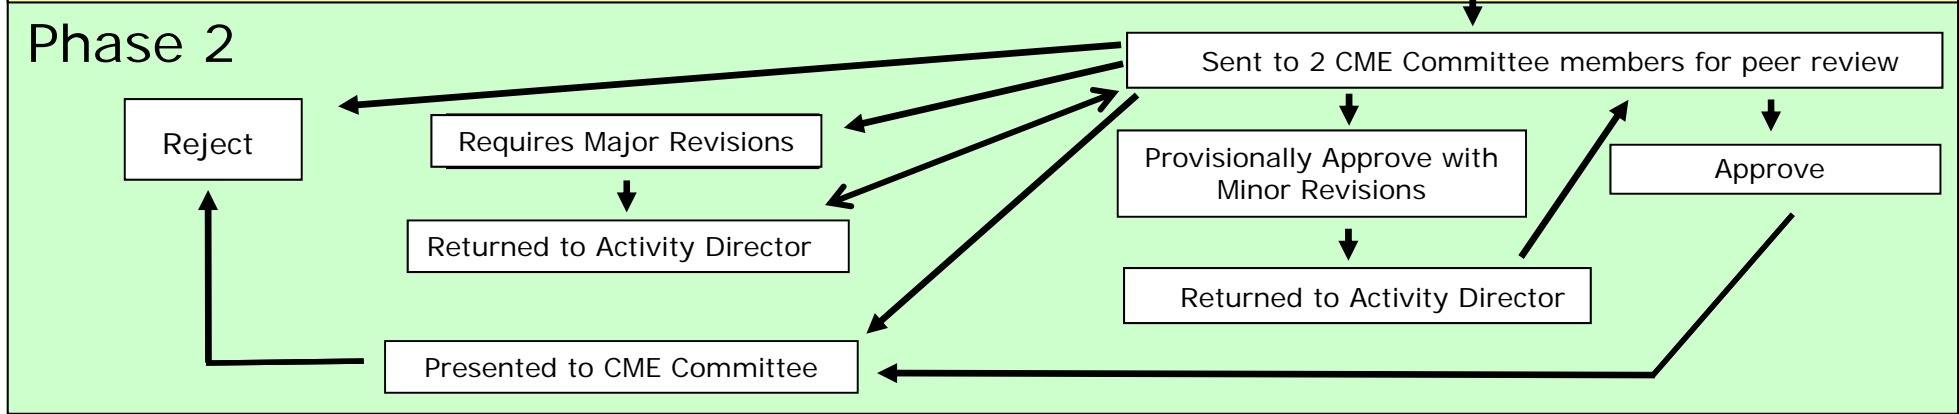 Phase 2
Sent to 2 CME Committee members for peer review
Reject
Requires Major Revisions
Provisionally Approve with
Minor Revisions
Approve
Returned to Activity Director
Returned to Activity Director
Presented to CME Committee